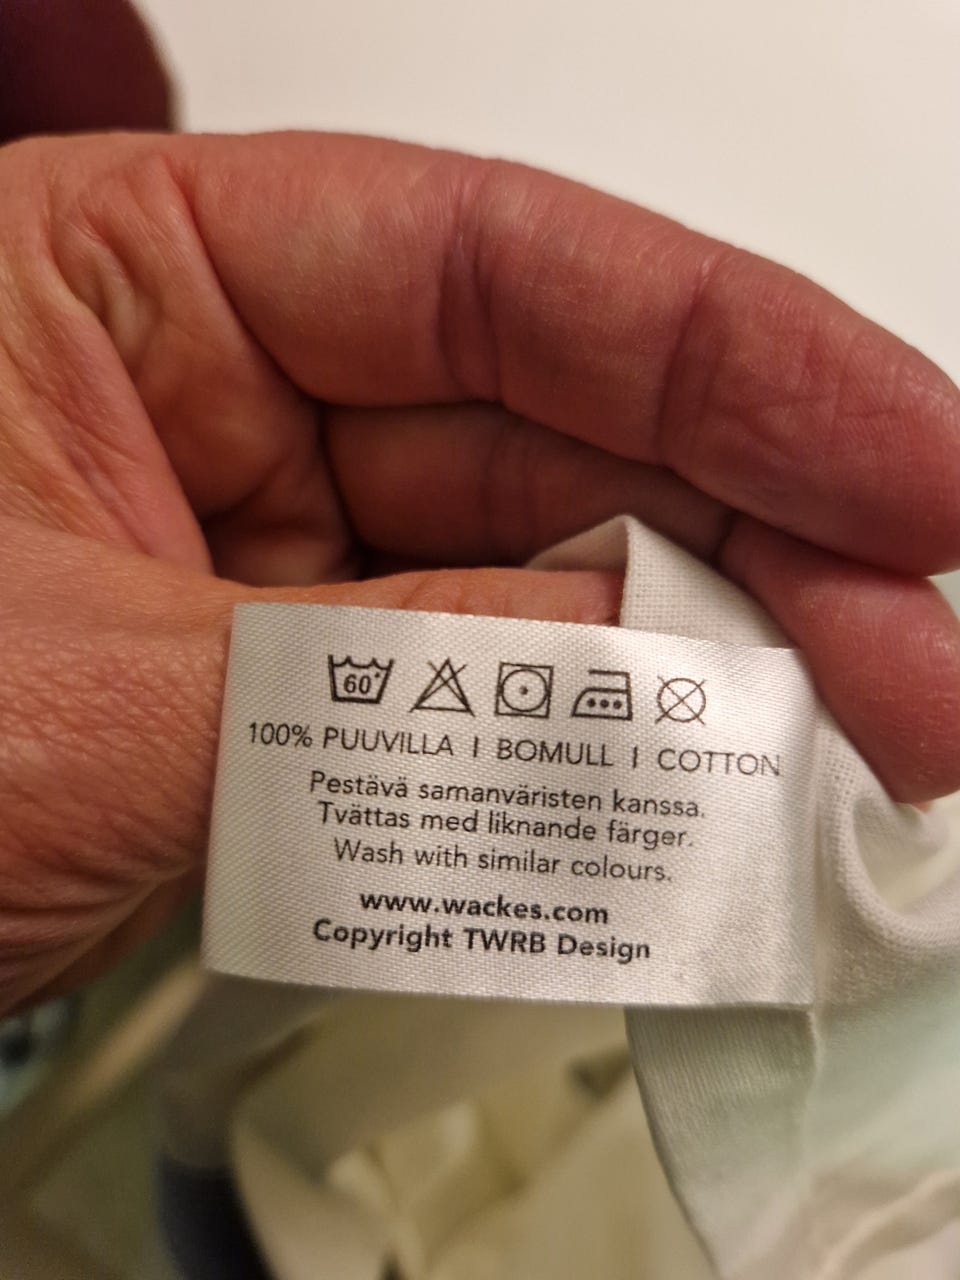 60°
100% PUUVILLA | BOMULL | COTTON
Pestävä samanväristen kanssa.
Tvättas med liknande färger.
Wash with similar colours.
www.wackes.com
Copyright TWRB Design